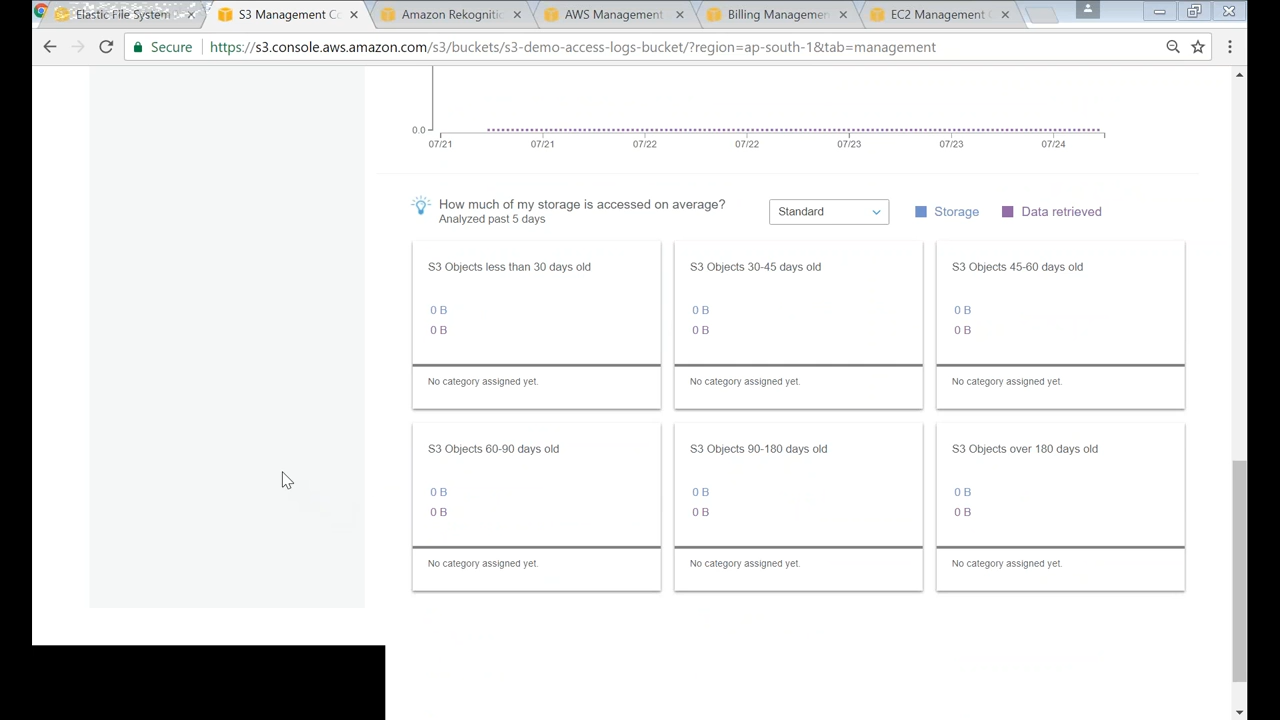 Elastic File System
S3 Management Co
Amazon Rekogniti
AWS Management
Billing Manageme
EC2 Management C
Secure
https://s3.console.aws.amazon.com/s3/buckets/s3-demo-access-logs-bucket/?region=ap-south-1&tab=management
0.0
07/21 07/21 07/22 07/22 07/23 07/23 07/24
How much of my storage is accessed on average?
Analyzed past 5 days
Standard
Storage
Data retrieved
S3 Objects less than 30 days old
0 B
0 B
No category assigned yet.
S3 Objects 30-45 days old
0 B
0 B
No category assigned yet.
S3 Objects 45-60 days old
0 B
0 B
No category assigned yet.
S3 Objects 60-90 days old
0 B
0 B
No category assigned yet.
S3 Objects 90-180 days old
0 B
0 B
No category assigned yet.
S3 Objects over 180 days old
0 B
0 B
No category assigned yet.